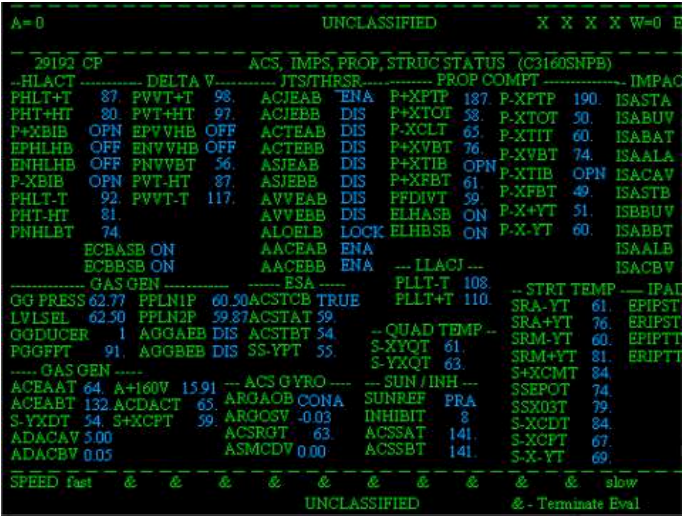 A= 0 UNCLASSIFIED X X X X W=0 E
29192 CP ACS, IMPS, PROP, STRUC STATUS (C3160SNPB)
--HLACT ----------- DELTA V---------- JTS/THRSR---------- PROP COMPT ---------- IMPAC
PHLT+T 87. PVVT+T 98. ACJEAB ENA P+XPTP 187. P-XPTP 190. ISASTA
PHT+HT 80. PVT+HT 97. ACJEBB DIS P+XTOT 58. P-XTOT 50. ISABUV
P+XBIB OPN EPVVHB OFF ACTEAB DIS P-XCLT 65. P-XTIT 60. ISABAT
EPHLHB OFF ENVVHB OFF ACTEBB DIS P+XVBT 76. P-XVBT 74. ISAALA
ENHLHB OFF PNVVBT 56. ASJEAB DIS P+XTIB OPN P-XTIB OPN ISACAV
P-XBIB OPN PVT-HT 87. ASJEBB DIS P+XFBT 61. P-XFBT 49. ISASTB
PHLT-T 92. PVVT-T 117. AVVEAB DIS PFDIVT 59. P-X+YT 51. ISBBUV
PHT-HT 81. AVVEBB DIS ELHASB ON P-X-YT 60. ISABBT
PNHLBT 74. ALOELB LOCK ELHBSB ON ISAALB
ECBASB ON AACEAB ENA ISACBV
ECBBSB ON AACEBB ENA --- LLACJ ---
-------------- GAS GEN ------------- ----- ESA ----- PLLT-T 108. -- STRT TEMP ---- IPAD
GG PRESS 62.77 PPLN1P 60.50 ACSTCB TRUE PLLT+T 110. SRA-YT 61. EPIPST
LVLSEL 62.50 PPLN2P 59.87 ACSTAT 59. SRA+YT 76. ERIPST
GGDUCER 1 AGGAEB DIS ACSTBT 54. -- QUAD TEMP -- SRM-YT 60. EPIPTT
PGGFPT 91. AGGBEB DIS SS-YPT 55. S-XYQT 61. SRM+YT 81. ERIPTT
----- GAS GEN ----- S-YXQT 63. S+XCMT 84.
ACEAAT 64. A+160V 15.91 --- ACS GYRO ---- --- SUN / INH --- SSEPOT 74.
ACEABT 132. ACDACT 65. ARGAOB CONA SUNREF PRA SSX03T 79.
S-YXDT 54. S+XCPT 59. ARGOSV -0.03 INHIBIT 8 S-XCDT 84.
ADACAV 5.00 ACSRGT 63. ACSSAT 141. S-XCPT 67.
ADACBV 0.05 ASMCDV 0.00 ACSSBT 141. S-X-YT 69.
SPEED fast & & & & & & & & & slow
UNCLASSIFIED & - Terminate Eval